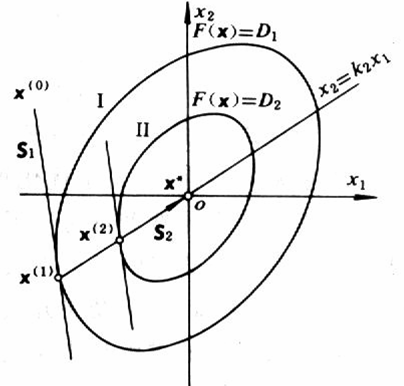 x₂
F(x)=D₁
x₂=k₂x₁
x⁽⁰⁾
I
F(x)=D₂
II
S₁
x*
x₁
o
x⁽²⁾
S₂
x⁽¹⁾